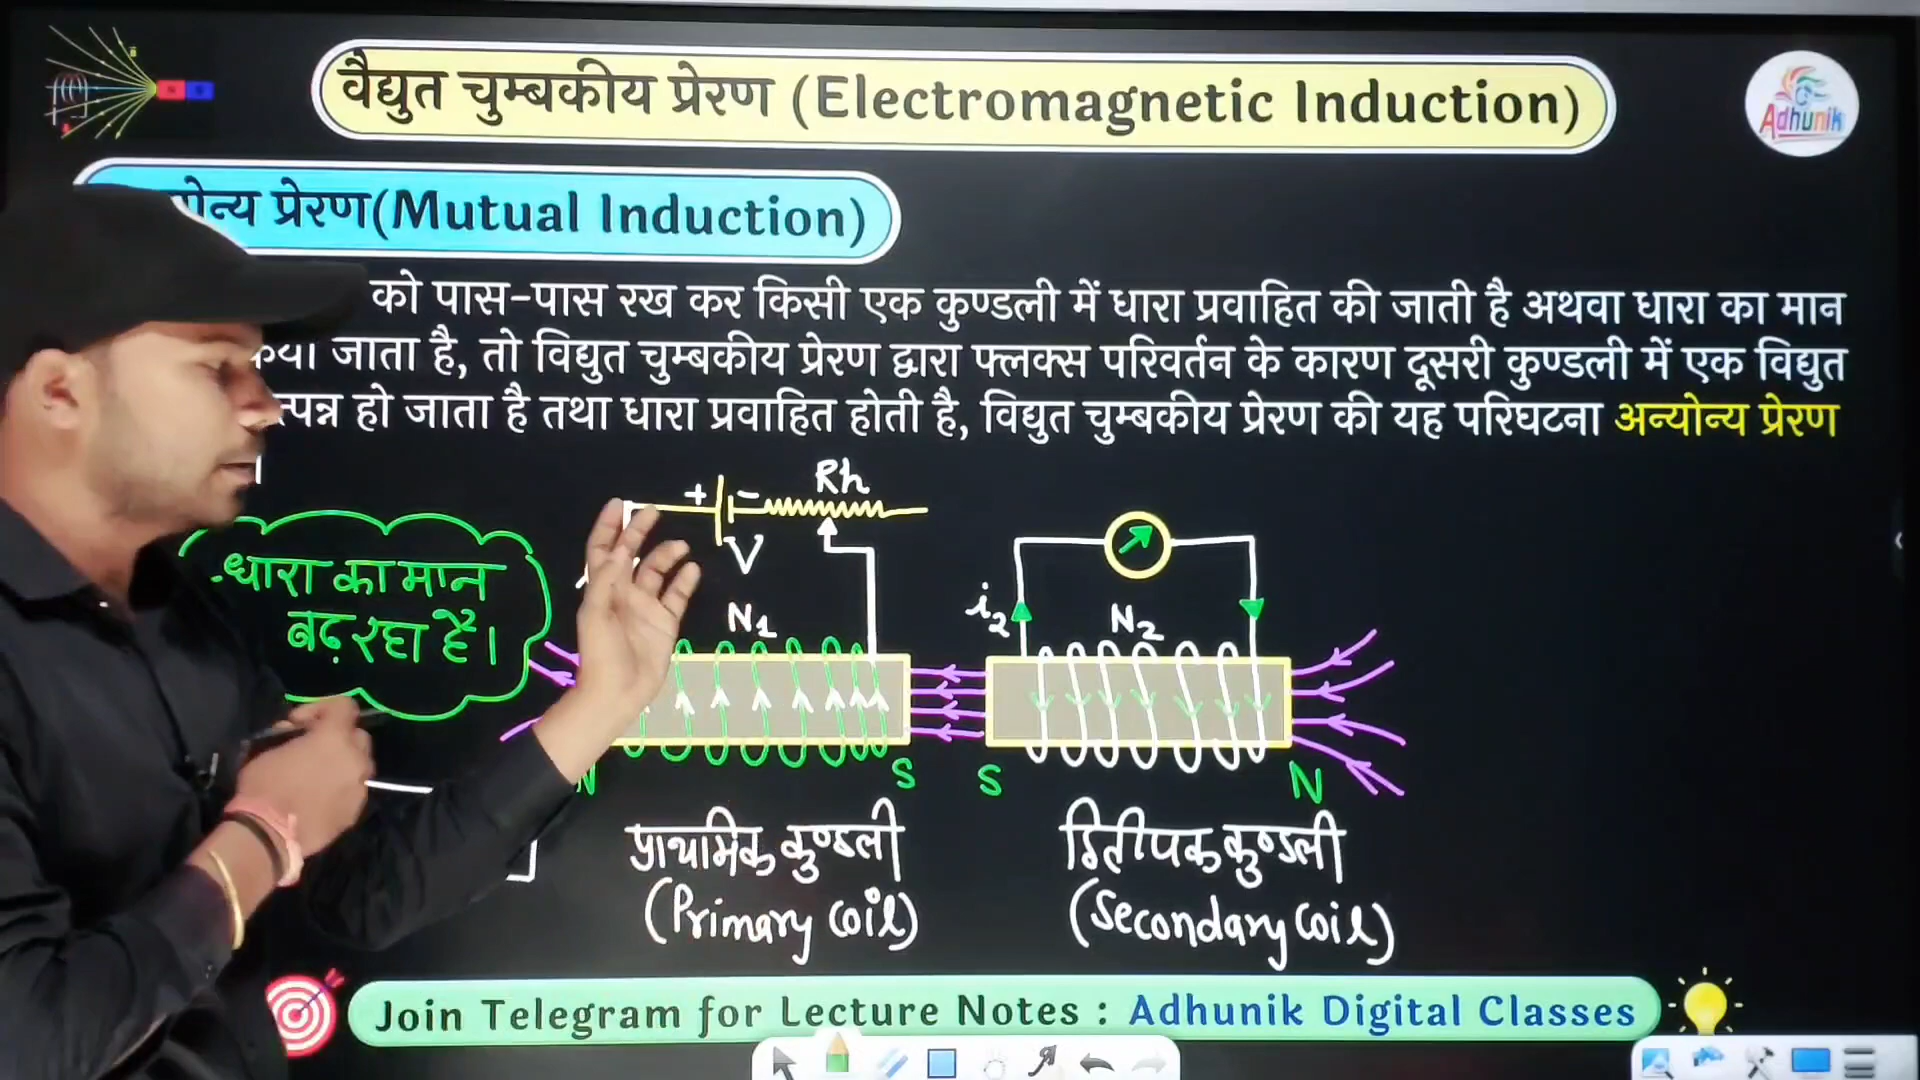 वैद्युत चुम्बकीय प्रेरण (Electromagnetic Induction)
Adhunik
प्रेरण(Mutual Induction)
को पास-पास रख कर किसी एक कुण्डली में धारा प्रवाहित की जाती है अथवा धारा का मान
जाता है, तो विद्युत चुम्बकीय प्रेरण द्वारा फ्लक्स परिवर्तन के कारण दूसरी कुण्डली में एक विद्युत
हो जाता है तथा धारा प्रवाहित होती है, विद्युत चुम्बकीय प्रेरण की यह परिघटना अन्योन्य प्रेरण
Rh
+ -
V
धारा का मान
बढ़ रहा है।
N1
i2
N2
N S S N
प्राथमिक कुण्डली
(Primary Coil)
द्वितीयक कुण्डली
(Secondary Coil)
Join Telegram for Lecture Notes : Adhunik Digital Classes